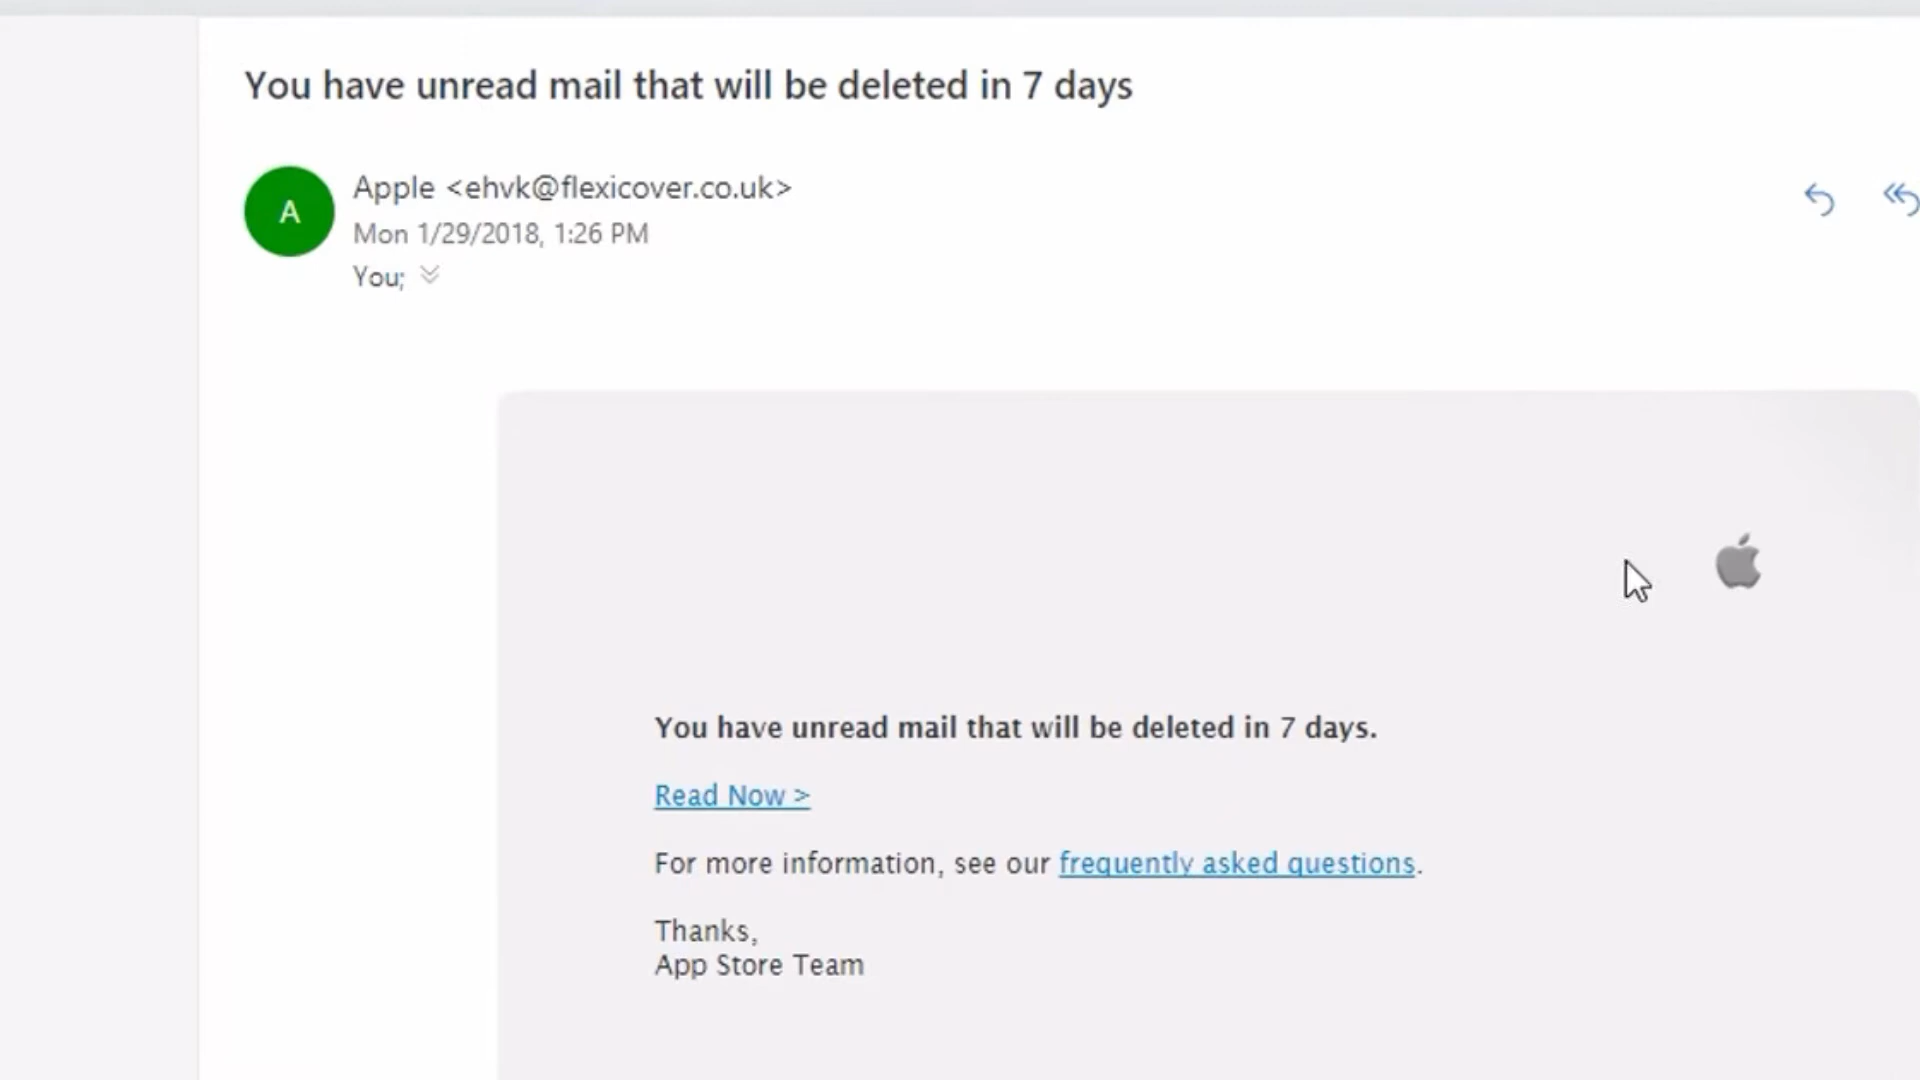 You have unread mail that will be deleted in 7 days
A
Apple <ehvk@flexicover.co.uk>
Mon 1/29/2018, 1:26 PM
You;
You have unread mail that will be deleted in 7 days.
Read Now >
For more information, see our frequently asked questions.
Thanks,
App Store Team